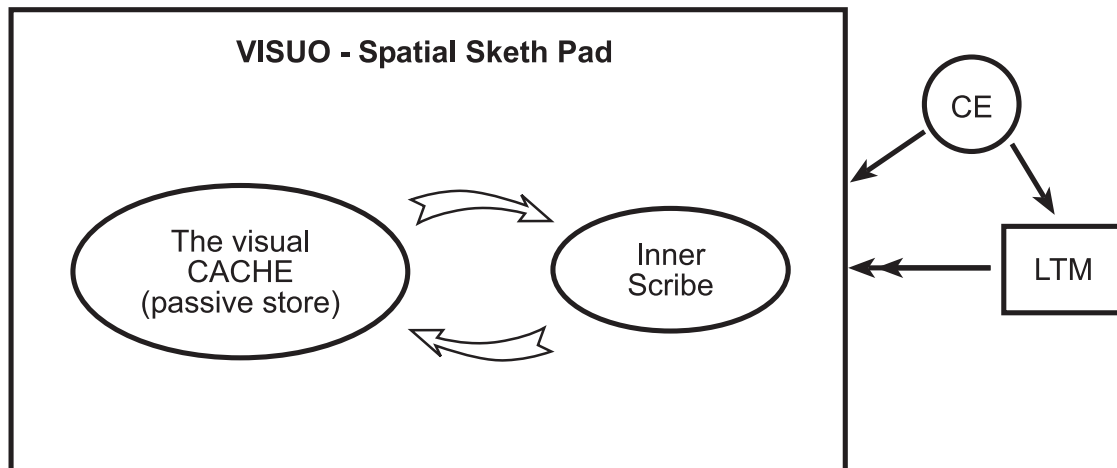 VISUO - Spatial Sketh Pad
CE
The visual
CACHE
(passive store)
Inner
Scribe
LTM